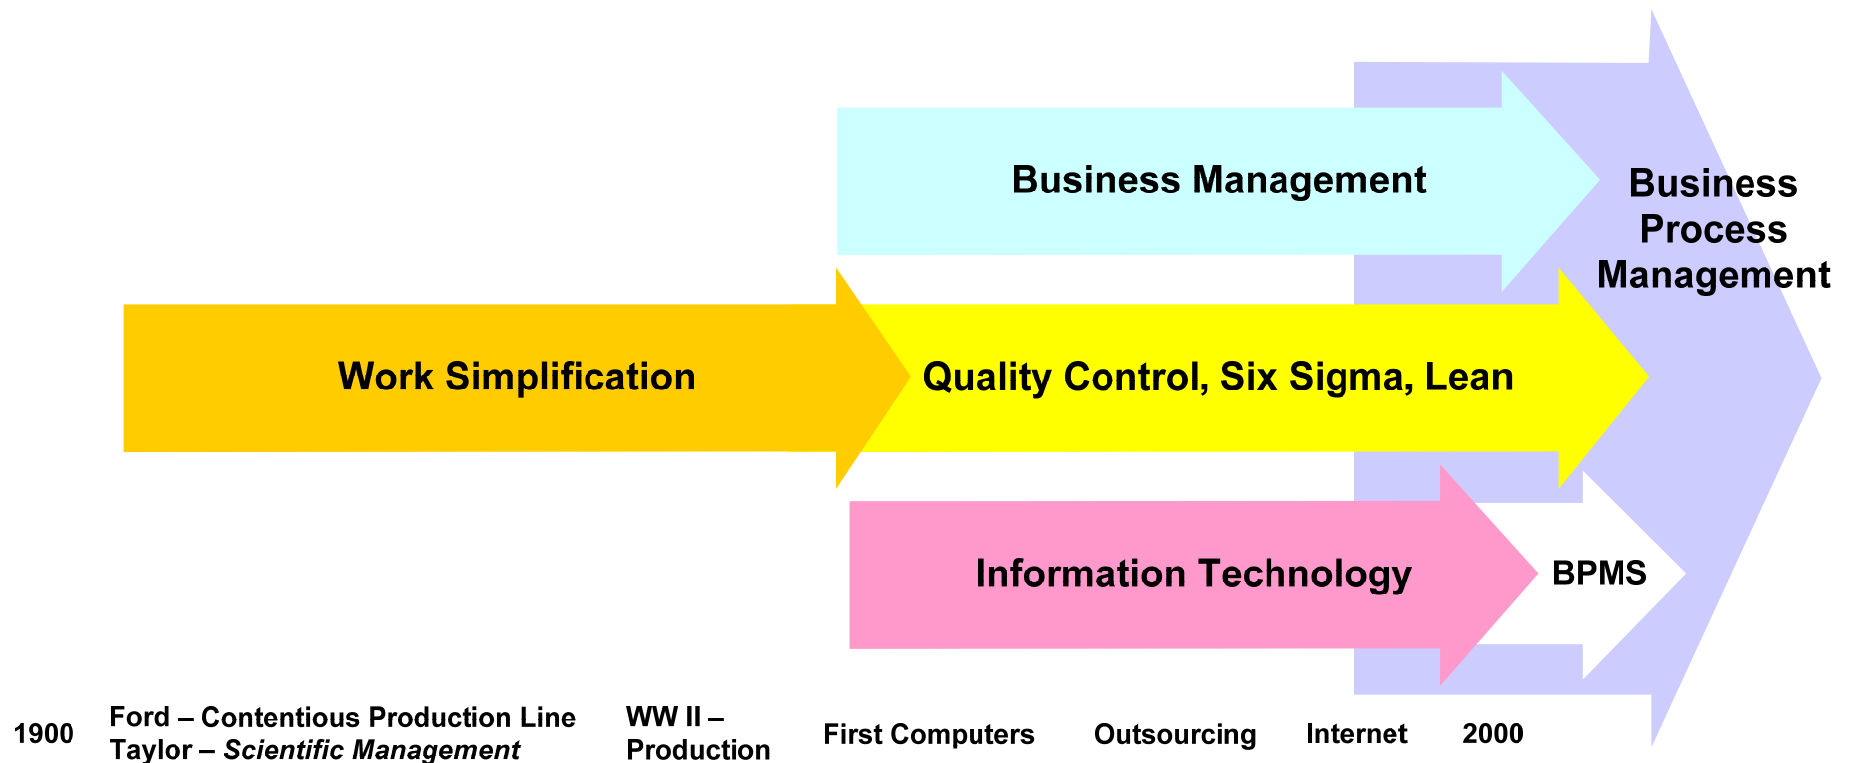 Business Management
Business
Process
Management
Work Simplification
Quality Control, Six Sigma, Lean
Information Technology
BPMS
1900
Ford – Contentious Production Line
Taylor – Scientific Management
WW II –
Production
First Computers
Outsourcing
Internet
2000